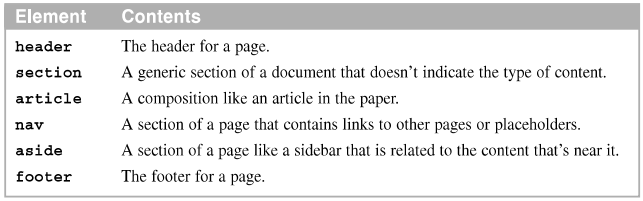 Element Contents
header The header for a page.
section A generic section of a document that doesn't indicate the type of content.
article A composition like an article in the paper.
nav A section of a page that contains links to other pages or placeholders.
aside A section of a page like a sidebar that is related to the content that's near it.
footer The footer for a page.